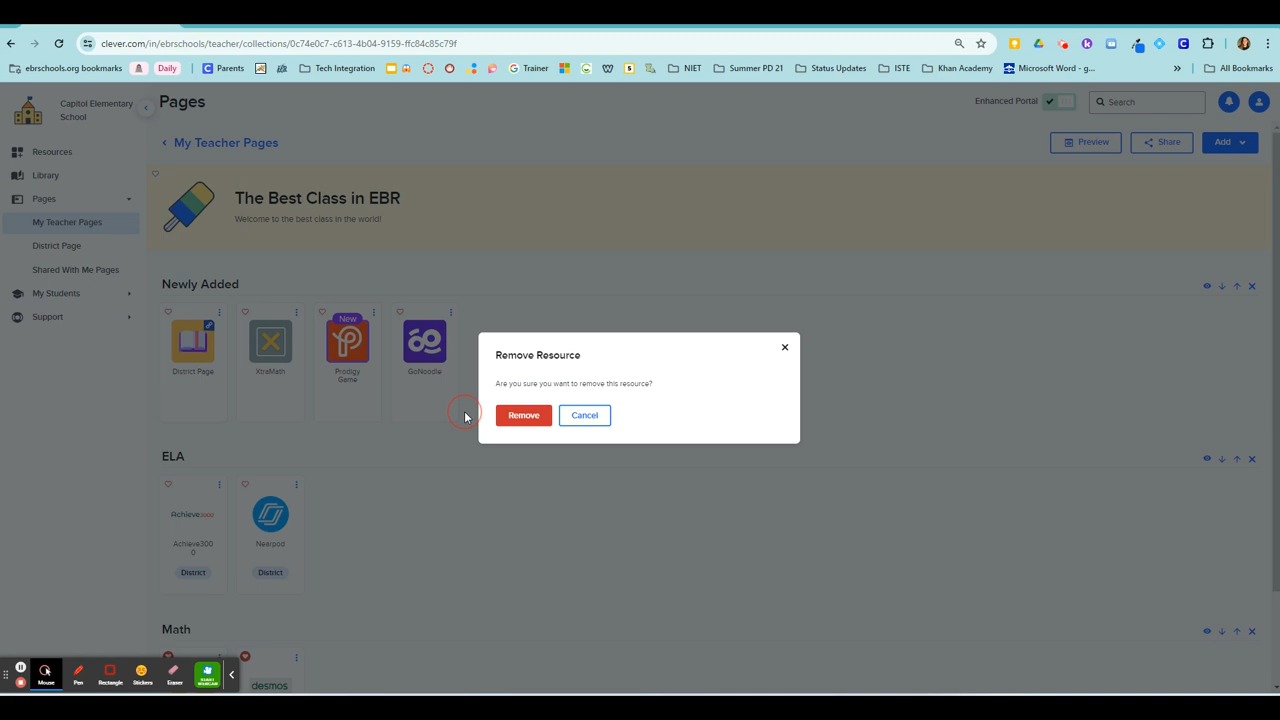 clever.com/in/ebrschools/teacher/collections/0c74e0c7-c613-4b04-9159-ffc84c85c79f
ebrschools.org bookmarks
Daily
Parents
Tech Integration
Trainer
NIET
Summer PD 21
Status Updates
ISTE
Khan Academy
Microsoft Word - g...
»
All Bookmarks
Capitol Elementary
School
Pages
Enhanced Portal
Search
My Teacher Pages
Preview
Share
Add
Resources
Library
Pages
My Teacher Pages
District Page
Shared With Me Pages
My Students
Support
The Best Class in EBR
Welcome to the best class in the world!
Newly Added
New
District Page
XtraMath
Prodigy
Game
GoNoodle
Remove Resource
Are you sure you want to remove this resource?
Remove
Cancel
ELA
Achieve3000
Achieve300
0
Nearpod
District
District
Math
desmos
Mouse
Pen
Rectangle
Stickers
Eraser